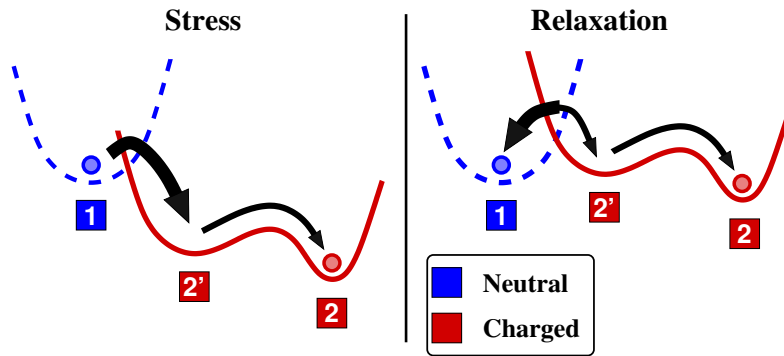 Stress
1
2'
2
Relaxation
1
2'
2
Neutral
Charged